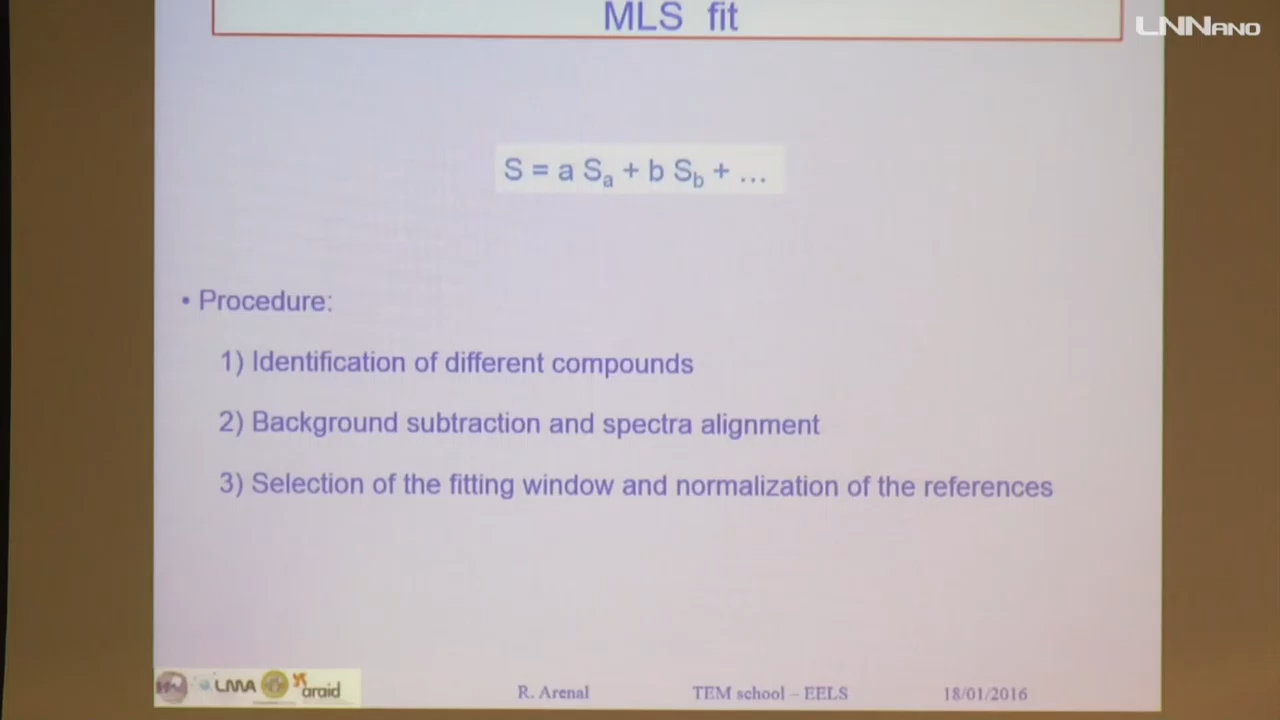 MLS fit
LNNANO
S = a Sa + b Sb + ...
• Procedure:
1) Identification of different compounds
2) Background subtraction and spectra alignment
3) Selection of the fitting window and normalization of the references
LMA
araid
R. Arenal
TEM school – EELS
18/01/2016